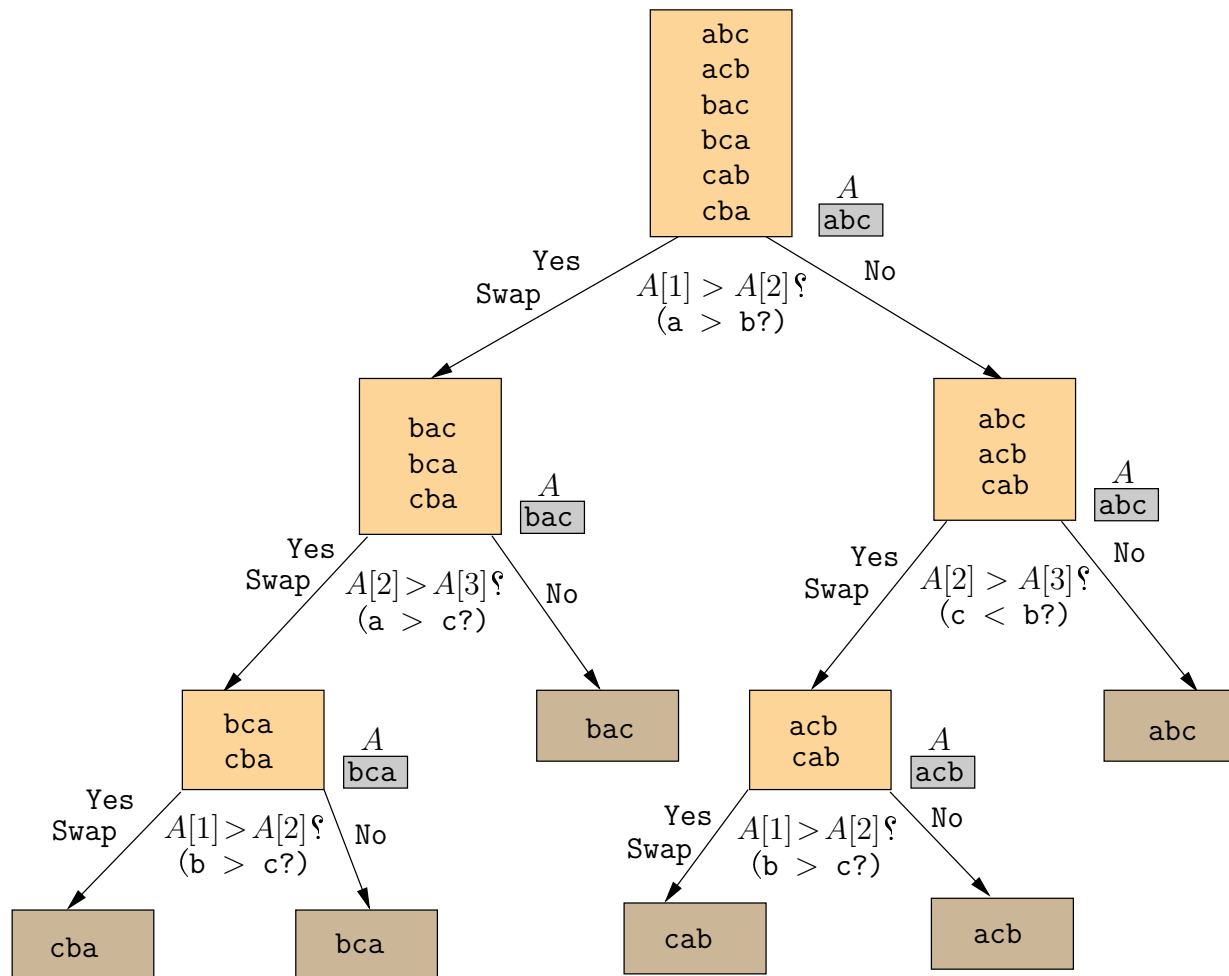 abc
acb
bac
bca
cab
cba
A
abc
Yes
Swap
A[1] > A[2]?
(a > b?)
No
bac
bca
cba
A
bac
abc
acb
cab
A
abc
Yes
Swap
A[2] > A[3]?
(a > c?)
No
Yes
Swap
A[2] > A[3]?
(c < b?)
No
bca
cba
A
bca
bac
acb
cab
A
acb
abc
Yes
Swap
A[1] > A[2]?
(b > c?)
No
Yes
Swap
A[1] > A[2]?
(b > c?)
No
cba
bca
cab
acb